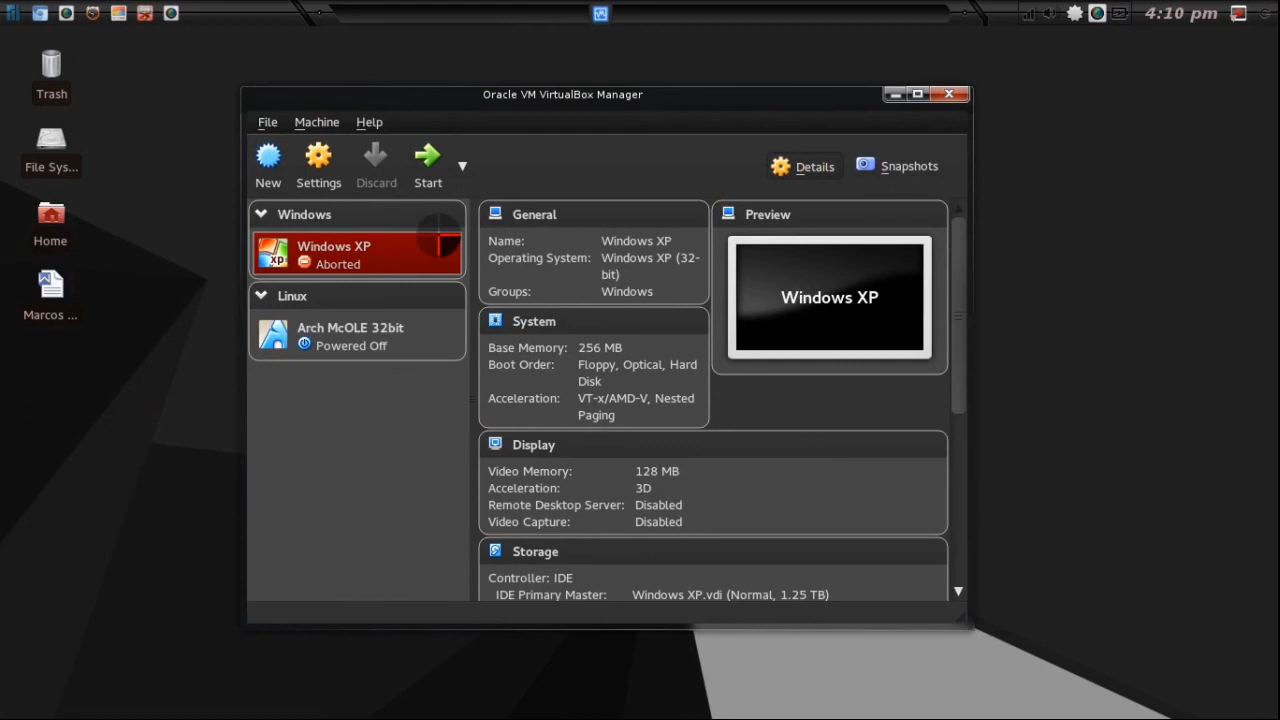 4:10 pm
Trash
File Sys...
Home
Marcos ...
Oracle VM VirtualBox Manager
File Machine Help
New Settings Discard Start
Details Snapshots
Windows
xp
Windows XP
Aborted
Linux
Arch McOLE 32bit
Powered Off
General
Name: Windows XP
Operating System: Windows XP (32-
bit)
Groups: Windows
Preview
Windows XP
System
Base Memory: 256 MB
Boot Order: Floppy, Optical, Hard
Disk
Acceleration: VT-x/AMD-V, Nested
Paging
Display
Video Memory: 128 MB
Acceleration: 3D
Remote Desktop Server: Disabled
Video Capture: Disabled
Storage
Controller: IDE
IDE Primary Master: Windows XP.vdi (Normal, 1.25 TB)